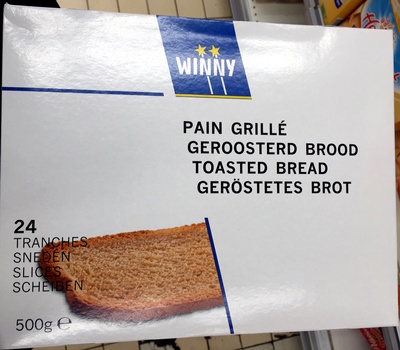 WINNY
PAIN GRILLÉ
GEROOSTERD BROOD
TOASTED BREAD
GERÖSTETES BROT
24
TRANCHES
SNEDEN
SLICES
SCHEIBEN
500g ℮